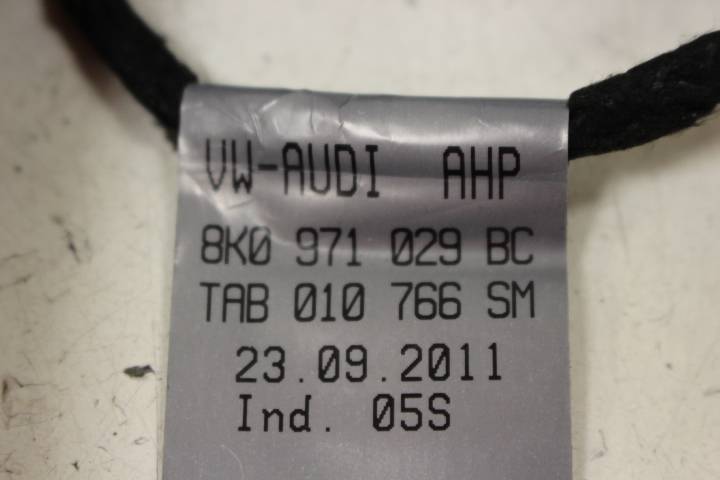 VW-AUDI AHP
8K0 971 029 BC
TAB 010 766 SM
23.09.2011
Ind. 05S